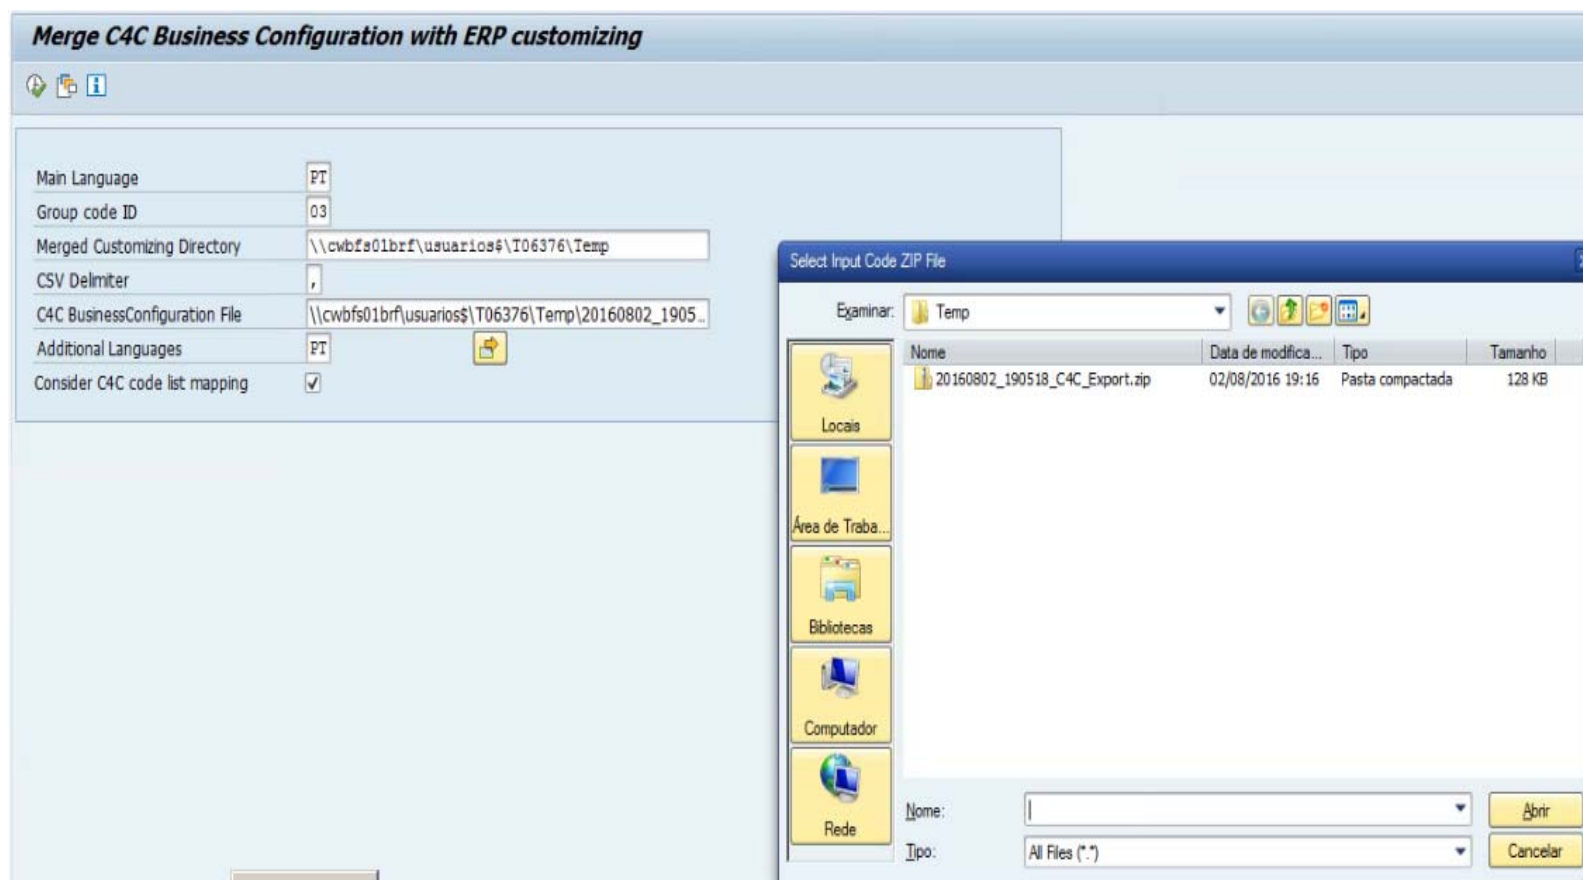 Merge C4C Business Configuration with ERP customizing
Main Language PT
Group code ID 03
Merged Customizing Directory \\cwbfs01brf\usuarios$\T06376\Temp
CSV Delimiter ,
C4C BusinessConfiguration File \\cwbfs01brf\usuarios$\T06376\Temp\20160802_1905...
Additional Languages PT
Consider C4C code list mapping
Select Input Code ZIP File
Examinar: Temp
Nome Data de modifica... Tipo Tamanho
20160802_190518_C4C_Export.zip 02/08/2016 19:16 Pasta compactada 128 KB
Locais
Área de Traba...
Bibliotecas
Computador
Rede
Nome: Abrir
Tipo: All Files (*.*) Cancelar